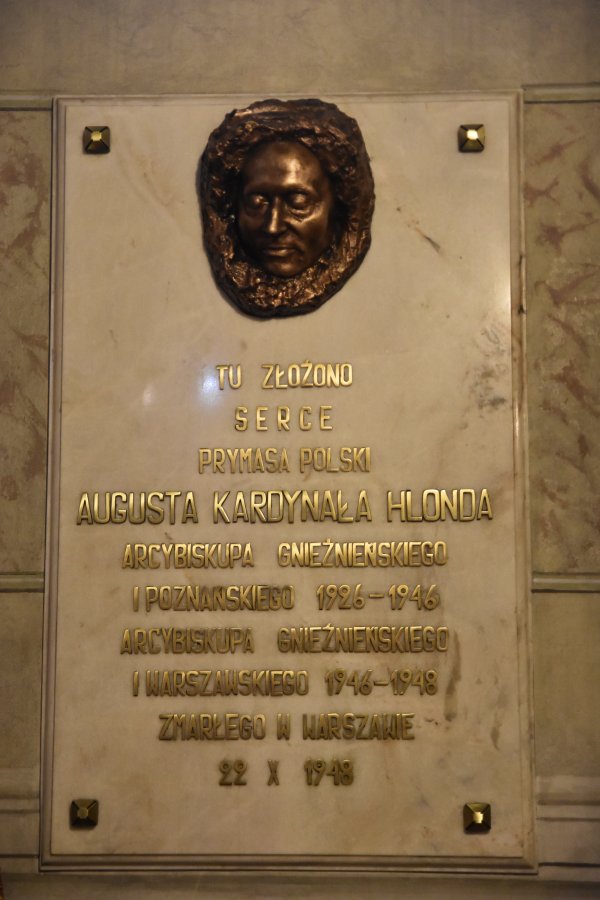 TU ZŁOŻONO
SERCE
PRYMASA POLSKI
AUGUSTA KARDYNAŁA HLONDA
ARCYBISKUPA GNIEŹNIEŃSKIEGO
I POZNAŃSKIEGO 1926-1946
ARCYBISKUPA GNIEŹNIEŃSKIEGO
I WARSZAWSKIEGO 1946-1948
ZMARŁEGO W WARSZAWIE
22 X 1948